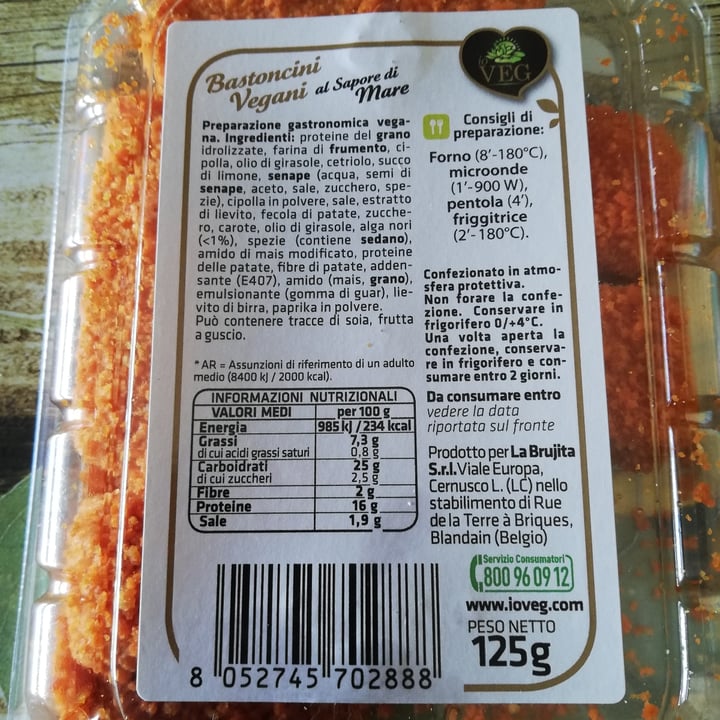 Bastoncini
Vegani al Sapore di
Mare
io
VEG
Preparazione gastronomica vega-
na. Ingredienti: proteine del grano
idrolizzate, farina di frumento, ci-
polla, olio di girasole, cetriolo, succo
di limone, senape (acqua, semi di
senape, aceto, sale, zucchero, spe-
zie), cipolla in polvere, sale, estratto
di lievito, fecola di patate, zucche-
ro, carote, olio di girasole, alga nori
(<1%), spezie (contiene sedano),
amido di mais modificato, proteine
delle patate, fibre di patate, adden-
sante (E407), amido (mais, grano),
emulsionante (gomma di guar), lie-
vito di birra, paprika in polvere.
Può contenere tracce di soia, frutta
a guscio.
*AR = Assunzioni di riferimento di un adulto
medio (8400 kJ / 2000 kcal).
INFORMAZIONI NUTRIZIONALI
VALORI MEDI per 100 g
Energia 985 kJ / 234 kcal
Grassi 7,3 g
di cui acidi grassi saturi 0,8 g
Carboidrati 25 g
di cui zuccheri 2,5 g
Fibre 2 g
Proteine 16 g
Sale 1,9 g
8 052745 702888
Consigli di
preparazione:
Forno (8'-180°C),
microonde
(1'-900 W),
pentola (4'),
friggitrice
(2'-180°C).
Confezionato in atmo-
sfera protettiva.
Non forare la confe-
zione. Conservare in
frigorifero 0/+4°C.
Una volta aperta la
confezione, conserva-
re in frigorifero e con-
sumare entro 2 giorni.
Da consumare entro
vedere la data
riportata sul fronte
Prodotto per La Brujita
S.r.l. Viale Europa,
Cernusco L. (LC) nello
stabilimento di Rue
de la Terre à Briques,
Blandain (Belgio)
Servizio Consumatori
800 96 09 12
www.ioveg.com
PESO NETTO
125g